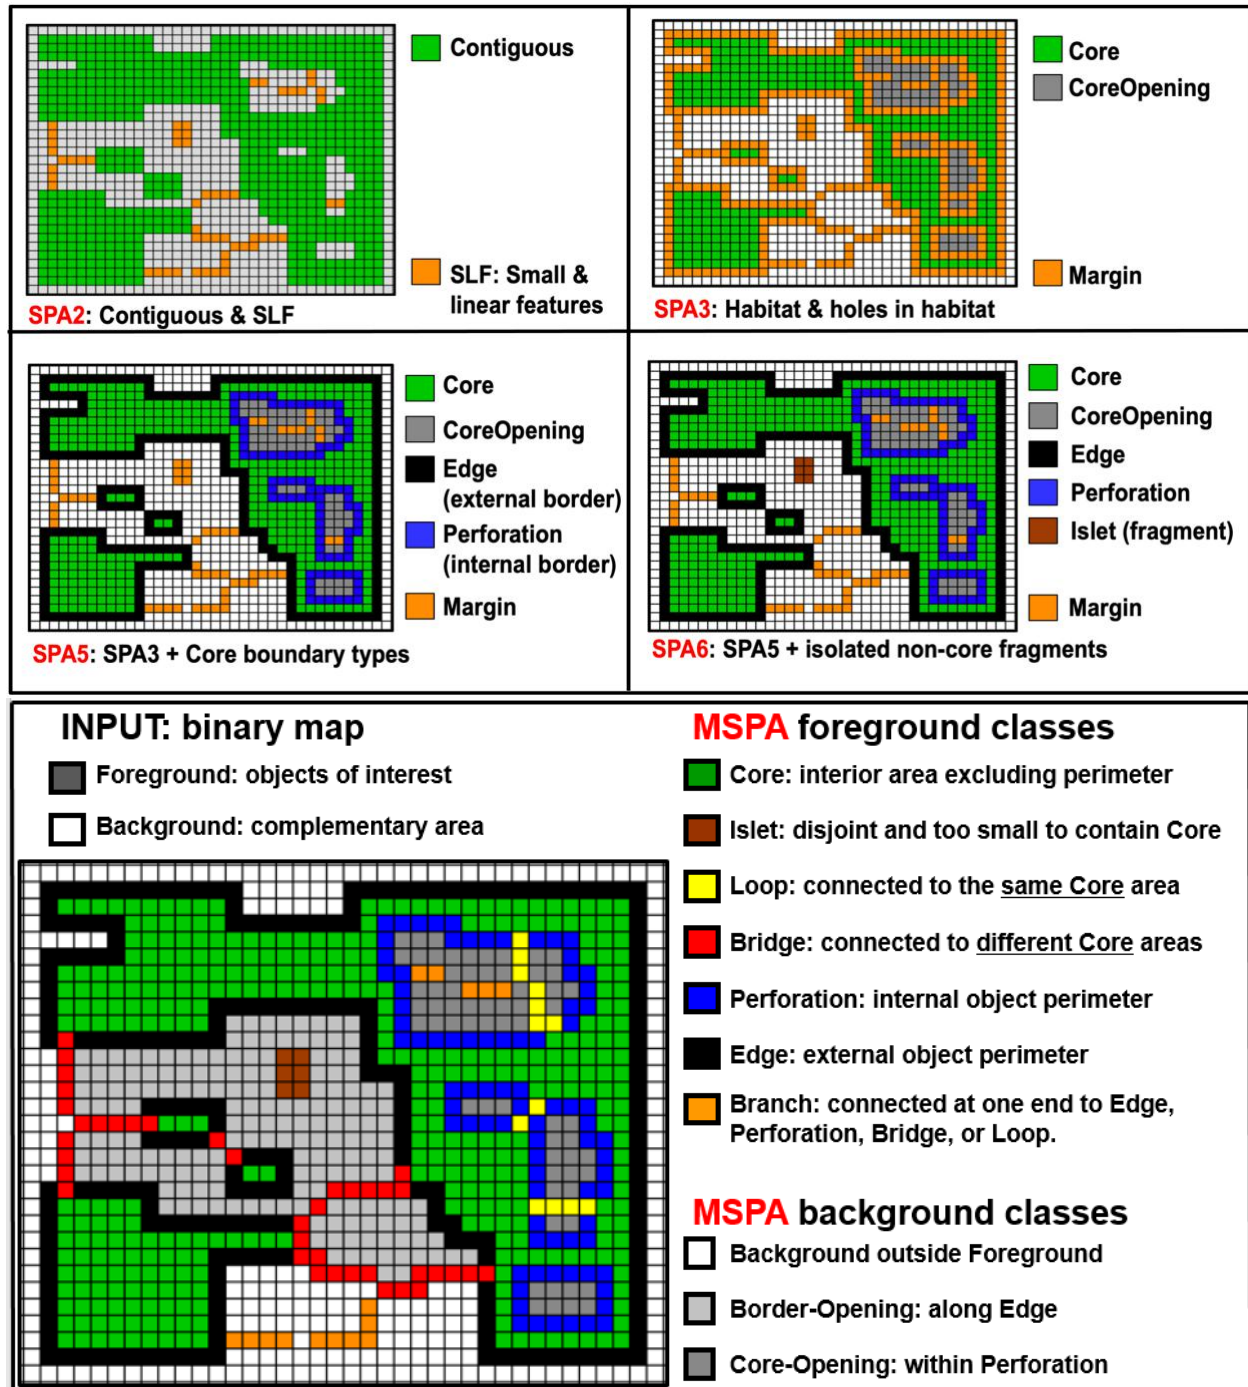 Contiguous
SLF: Small &
linear features
SPA2: Contiguous & SLF
Core
CoreOpening
Margin
SPA3: Habitat & holes in habitat
Core
CoreOpening
Edge
(external border)
Perforation
(internal border)
Margin
SPA5: SPA3 + Core boundary types
Core
CoreOpening
Edge
Perforation
Islet (fragment)
Margin
SPA6: SPA5 + isolated non-core fragments
INPUT: binary map
Foreground: objects of interest
Background: complementary area
MSPA foreground classes
Core: interior area excluding perimeter
Islet: disjoint and too small to contain Core
Loop: connected to the same Core area
Bridge: connected to different Core areas
Perforation: internal object perimeter
Edge: external object perimeter
Branch: connected at one end to Edge,
Perforation, Bridge, or Loop.
MSPA background classes
Background outside Foreground
Border-Opening: along Edge
Core-Opening: within Perforation